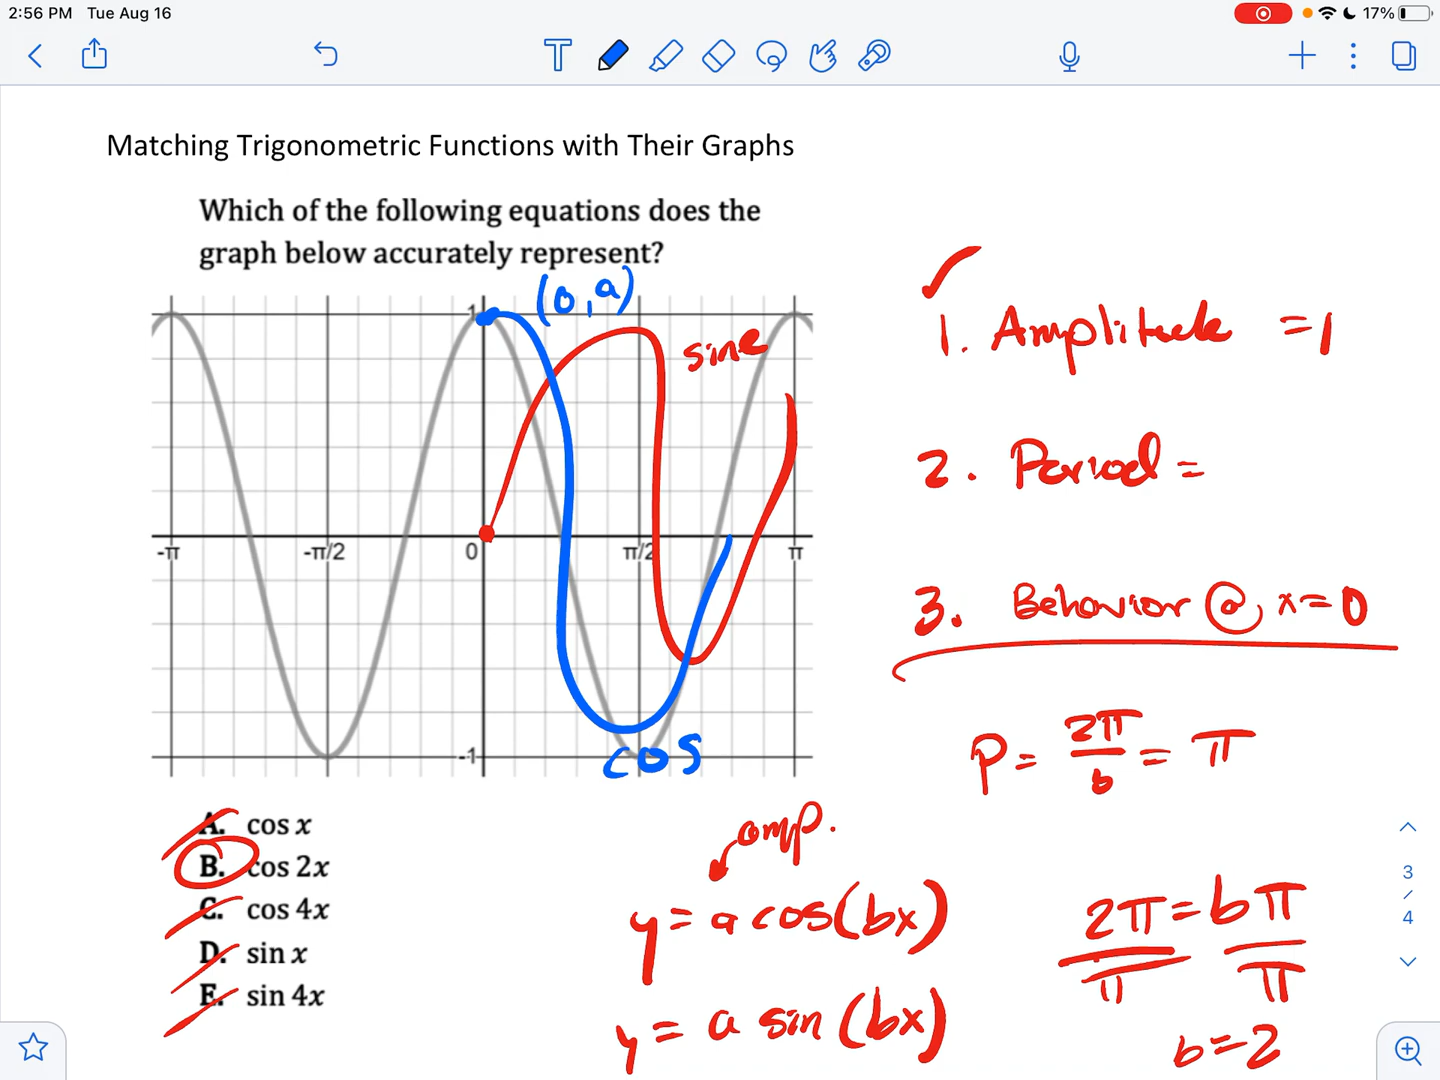 2:56 PM Tue Aug 16
17%
T
Matching Trigonometric Functions with Their Graphs
Which of the following equations does the
graph below accurately represent?
(0,a)
1
sine
-π
-π/2
0
π/2
π
-1
cos
A. cos x
B. cos 2x
C. cos 4x
D. sin x
E. sin 4x
1. Amplitude = 1
2. Period =
3. Behavior @ x=0
P = 2π/b = π
amp.
y = a cos(bx)
y = a sin(bx)
2π = bπ
π π
b=2
3
/
4